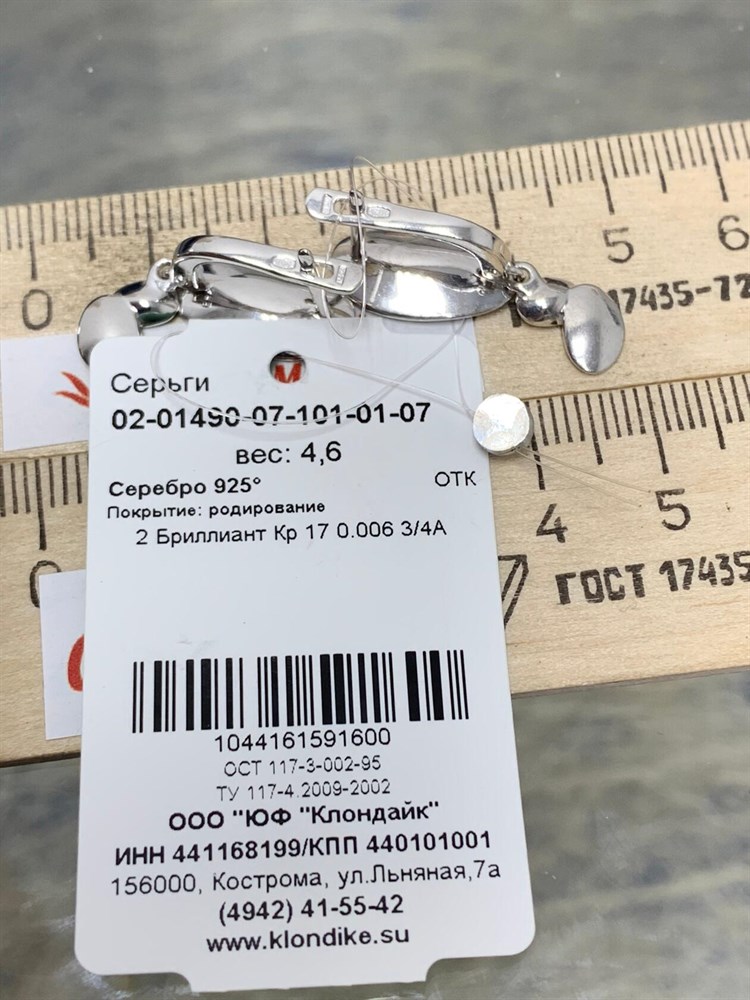 0
5
6
17435-72
Серьги
02-01490-07-101-01-07
вес: 4,6
Серебро 925° ОТК
Покрытие: родирование
2 Бриллиант Кр 17 0.006 3/4А
4
5
0
ГОСТ 17435
1044161591600
ОСТ 117-3-002-95
ТУ 117-4.2009-2002
ООО "ЮФ "Клондайк"
ИНН 441168199/КПП 440101001
156000, Кострома, ул.Льняная,7а
(4942) 41-55-42
www.klondike.su